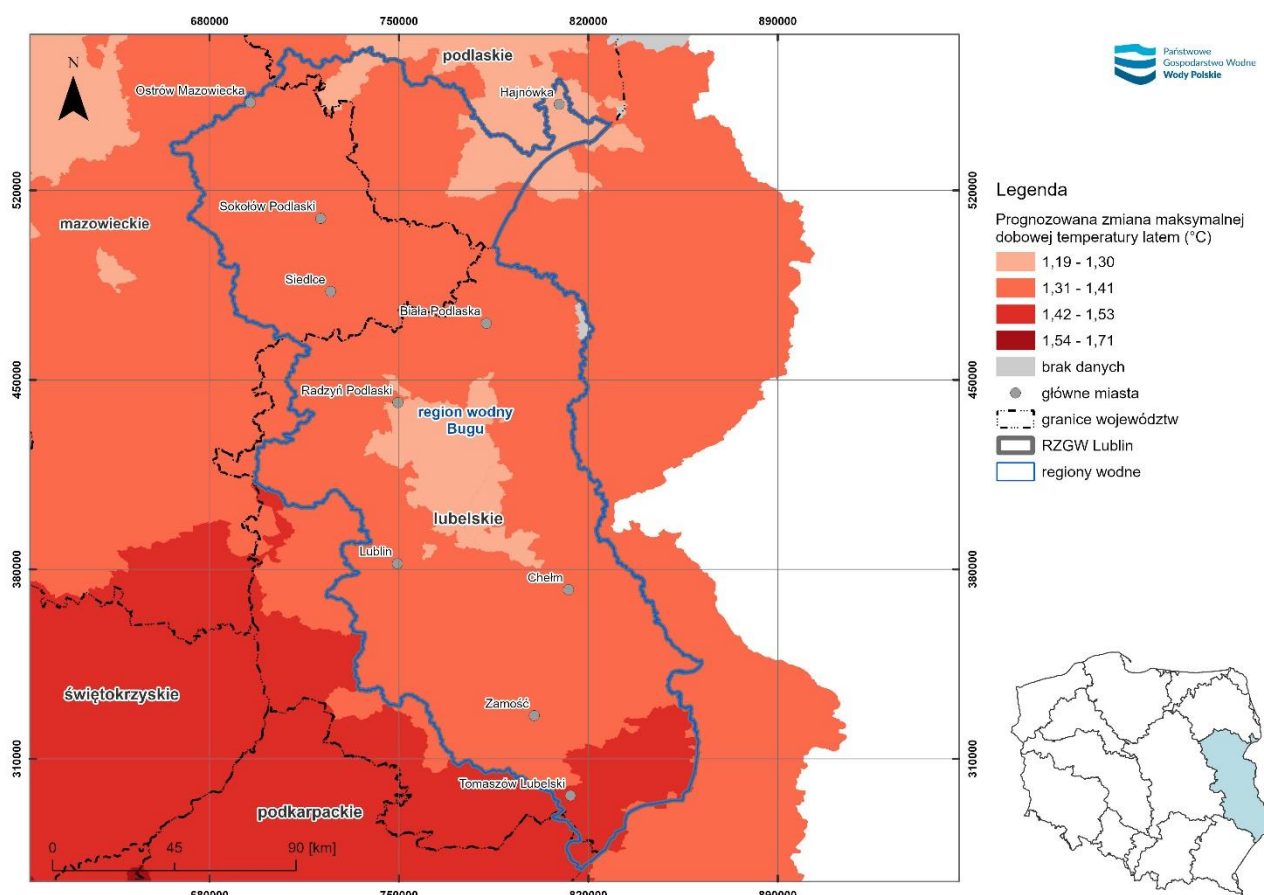 680000
750000
820000
890000
podlaskie
N
Ostrów Mazowiecka
Hajnówka
520000
520000
Sokołów Podlaski
mazowieckie
Siedlce
Biała Podlaska
450000
450000
Radzyń Podlaski
region wodny
Bugu
lubelskie
Lublin
380000
380000
Chełm
świętokrzyskie
Zamość
310000
310000
Tomaszów Lubelski
podkarpackie
0
45
90 [km]
680000
750000
820000
890000
Państwowe
Gospodarstwo Wodne
Wody Polskie
Legenda
Prognozowana zmiana maksymalnej
dobowej temperatury latem (°C)
1,19 - 1,30
1,31 - 1,41
1,42 - 1,53
1,54 - 1,71
brak danych
główne miasta
granice województw
RZGW Lublin
regiony wodne